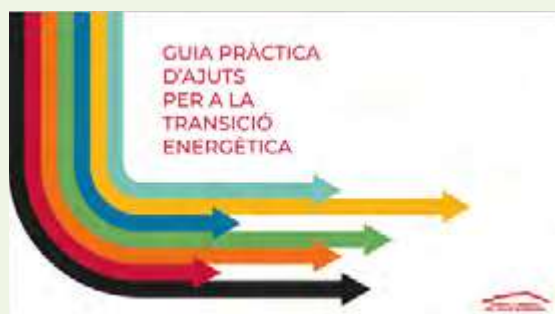 GUIA PRÀCTICA
D'AJUTS
PER A LA
TRANSICIÓ
ENERGÈTICA